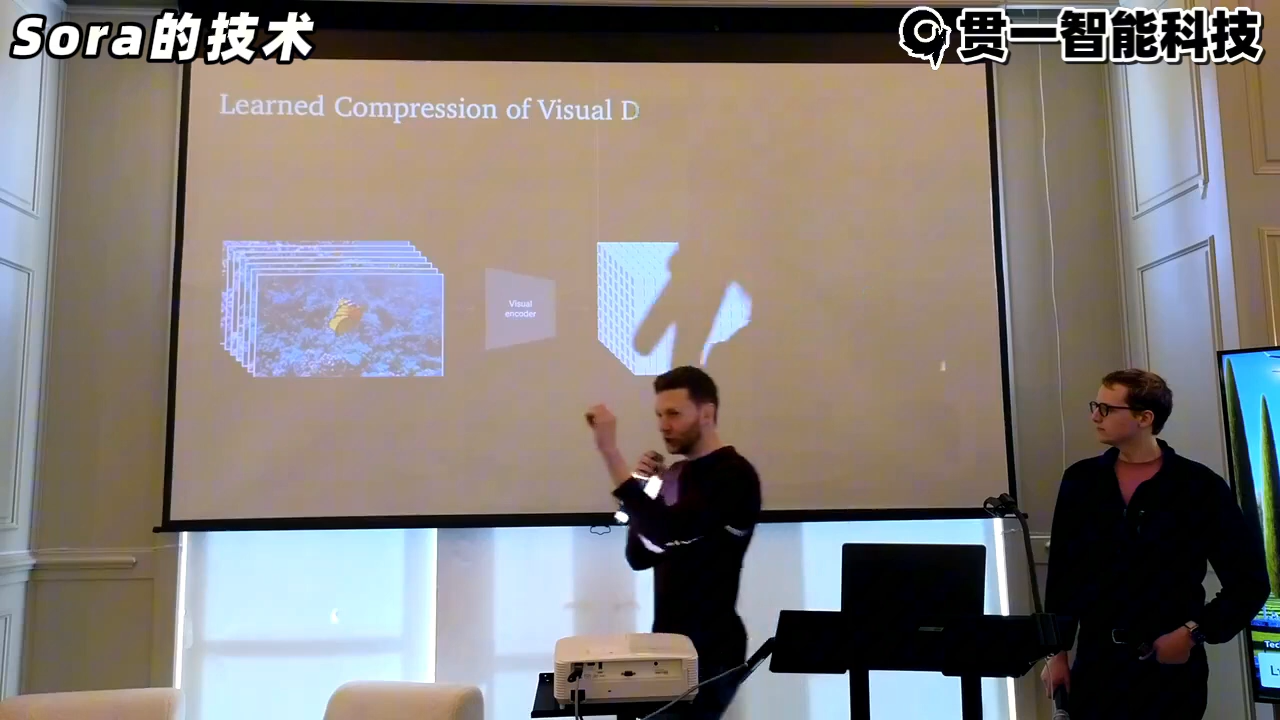 Sora的技术
贯一智能科技
Learned Compression of Visual D
Visual
encoder
Tec